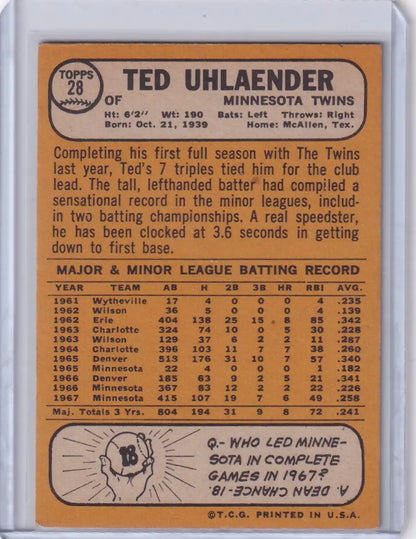 TOPPS
28
TED UHLAENDER
OF MINNESOTA TWINS
Ht: 6'2" Wt: 190 Bats: Left Throws: Right
Born: Oct. 21, 1939 Home: McAllen, Tex.
Completing his first full season with The Twins
last year, Ted's 7 triples tied him for the club
lead. The tall, lefthanded batter had compiled a
sensational record in the minor leagues, includ-
in two batting championships. A real speedster,
he has been clocked at 3.6 seconds in getting
down to first base.
MAJOR & MINOR LEAGUE BATTING RECORD
YEAR TEAM AB H 2B 3B HR RBI AVG.
1961 Wytheville 17 4 0 0 0 4 .235
1962 Wilson 36 5 0 0 0 4 .139
1962 Erie 404 138 25 15 8 85 .342
1963 Charlotte 324 74 10 0 5 30 .228
1963 Wilson 129 37 6 2 2 11 .287
1964 Charlotte 396 103 11 7 7 38 .260
1965 Denver 513 176 31 10 7 57 .340
1965 Minnesota 22 4 0 0 0 1 .182
1966 Denver 185 63 9 2 5 21 .341
1966 Minnesota 367 83 12 2 2 22 .226
1967 Minnesota 415 107 19 7 6 49 .258
Maj. Totals 3 Yrs. 804 194 31 9 8 72 .241
18
Q.- WHO LED MINNE-
SOTA IN COMPLETE
GAMES IN 1967?
A. DEAN CHANCE - 18.
©T.C.G. PRINTED IN U.S.A.